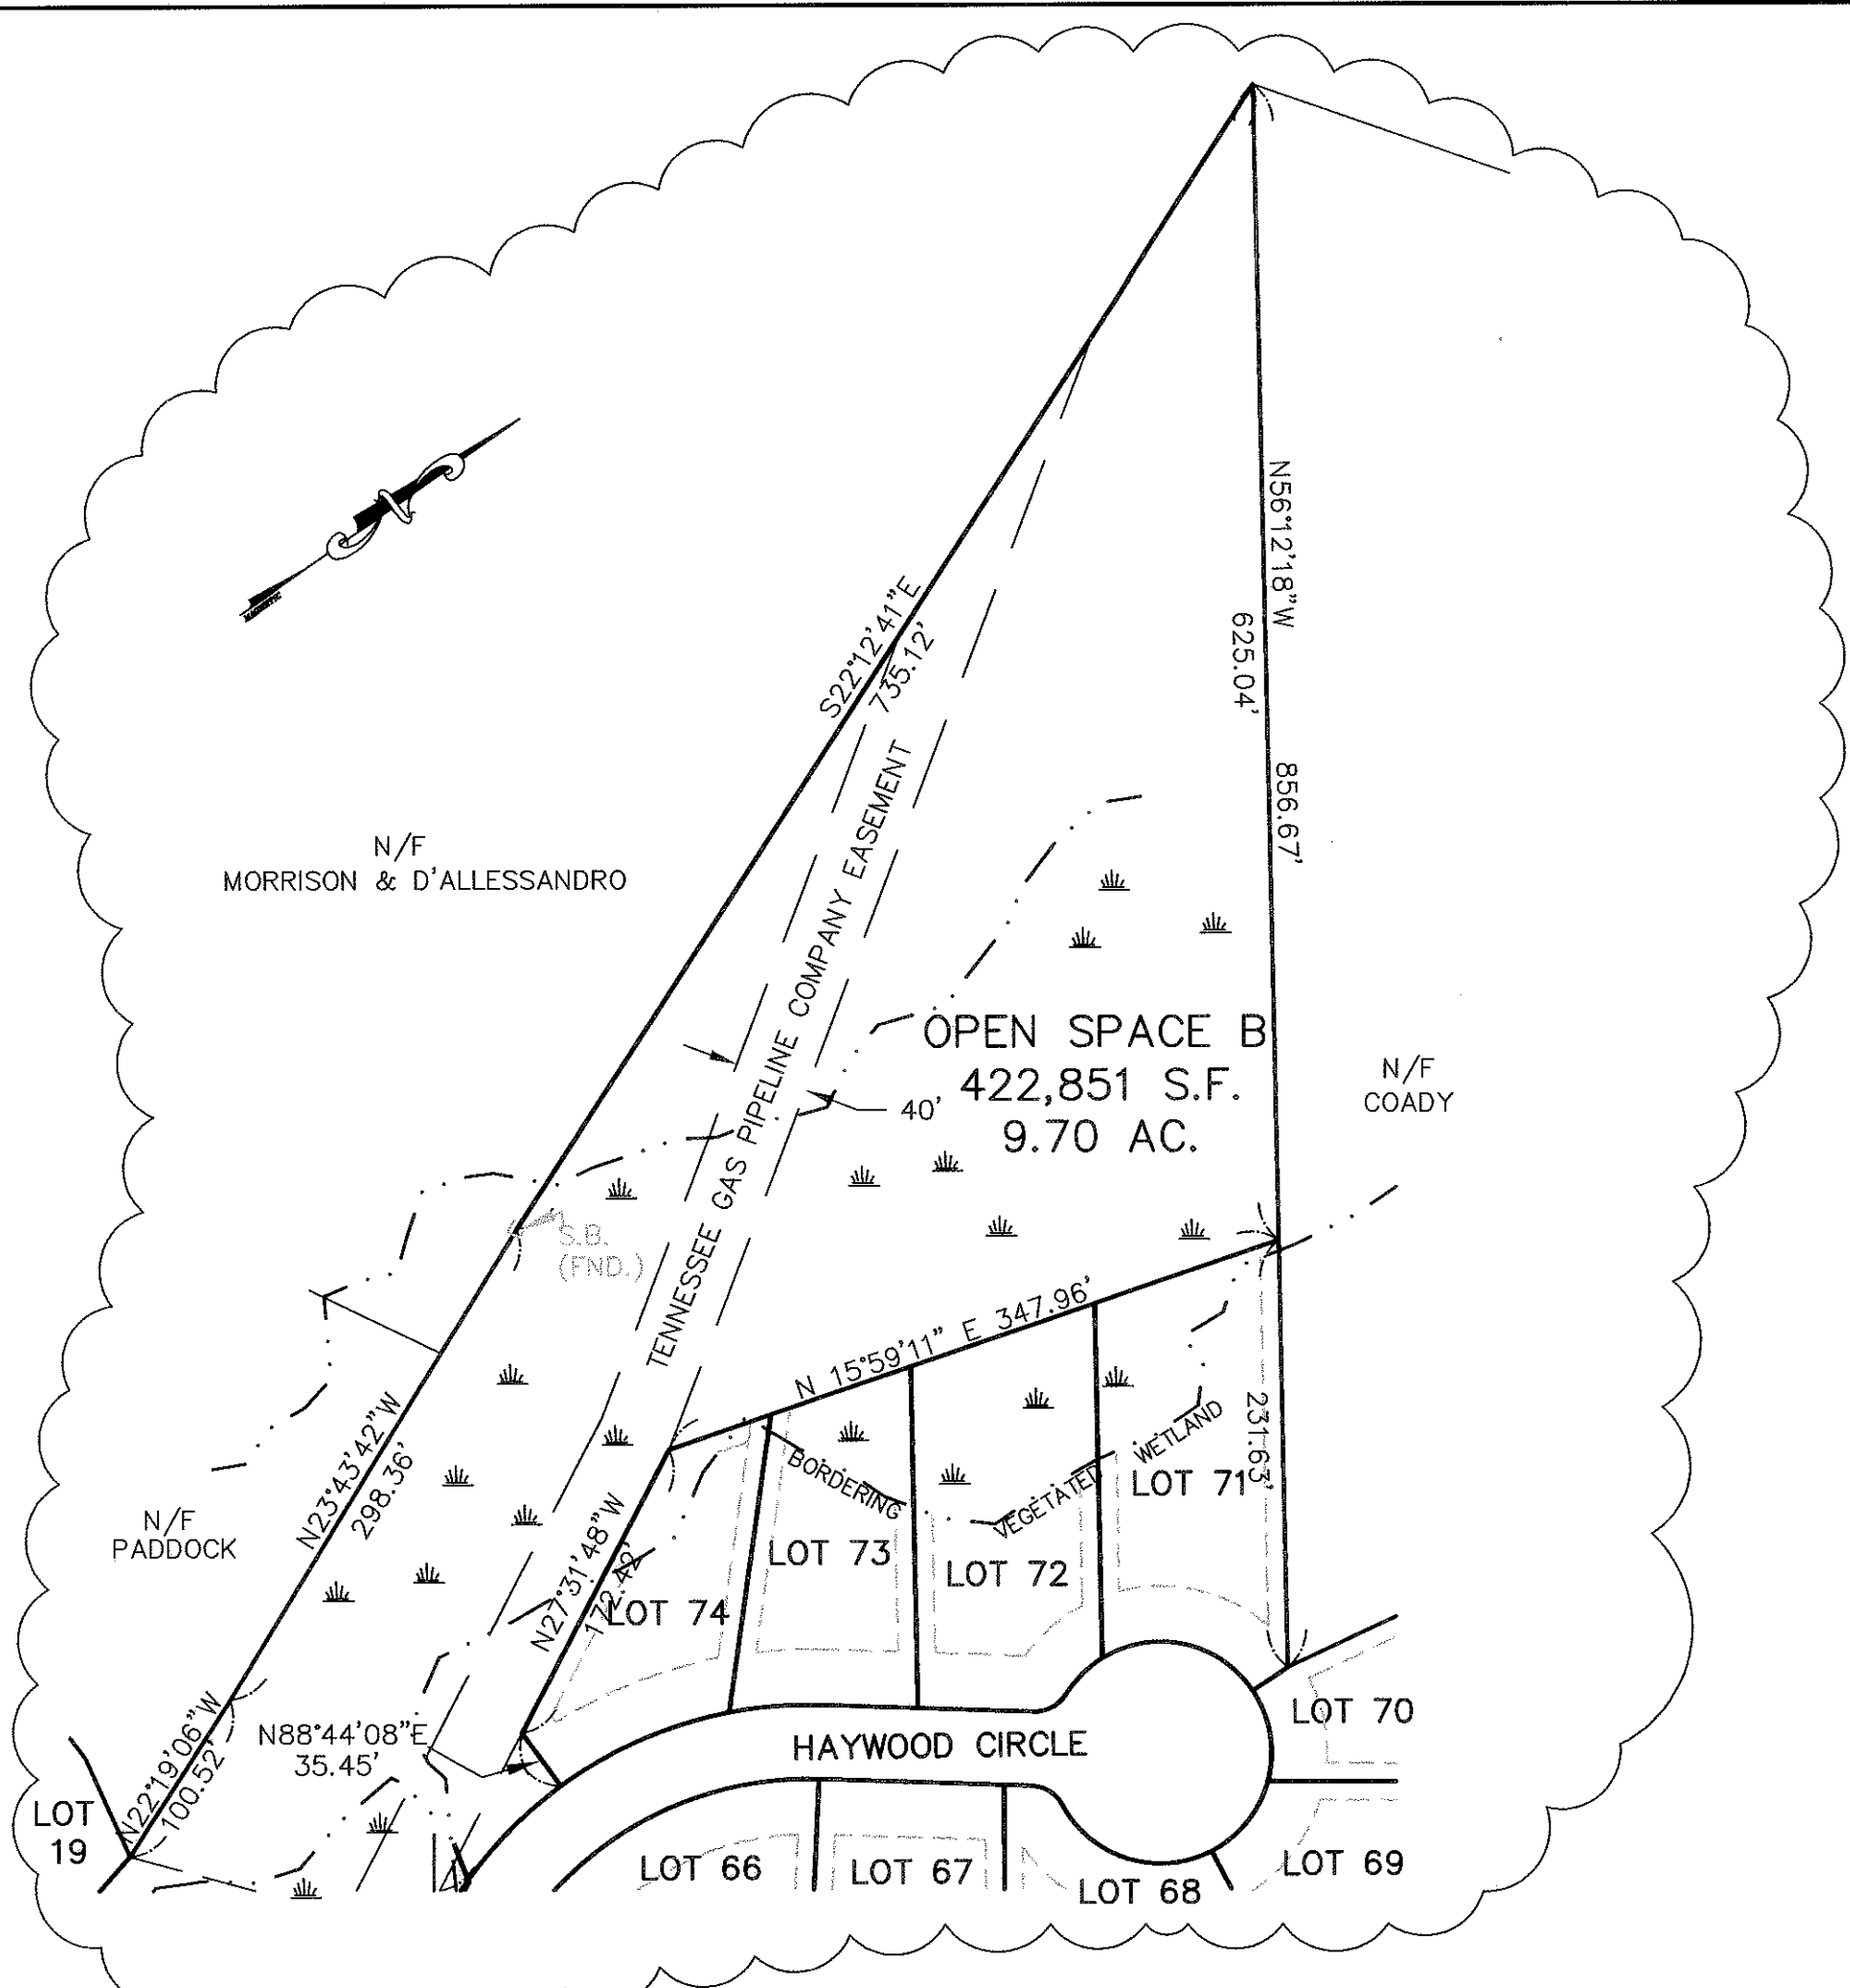 N56°12'18"W
625.04'
856.67'
S22°12'41"E
735.12'
MAGNETIC
N/F
MORRISON & D'ALLESSANDRO
TENNESSEE GAS PIPELINE COMPANY EASEMENT
OPEN SPACE B
422,851 S.F.
9.70 AC.
40'
N/F
COADY
S.B.
(FND.)
N 15°59'11" E 347.96'
N23°43'42"W
298.36'
N/F
PADDOCK
BORDERING VEGETATED WETLAND
231.63'
LOT 71
LOT 73
LOT 72
N27°31'48"W
172.42'
LOT 74
LOT 70
N88°44'08"E
35.45'
HAYWOOD CIRCLE
N22°19'06"W
100.52'
LOT
19
LOT 66
LOT 67
LOT 68
LOT 69